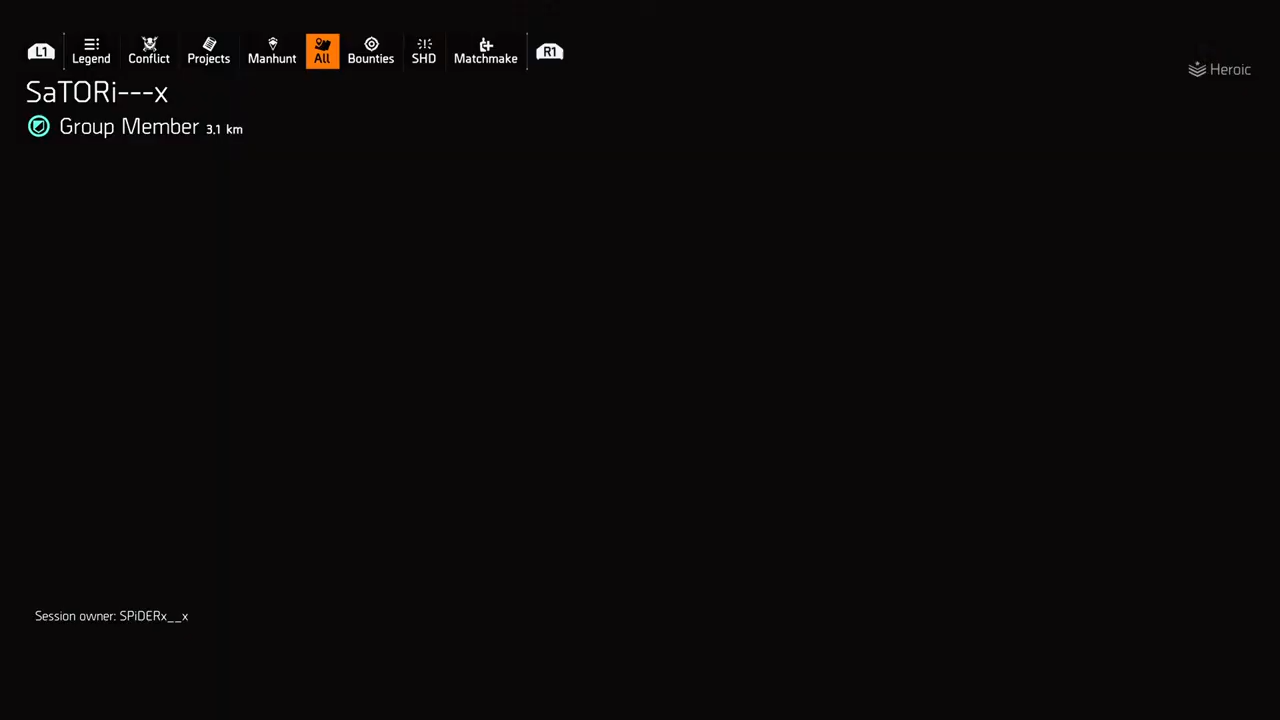 L1 Legend Conflict Projects Manhunt All Bounties SHD Matchmake R1
Heroic
SaTORi---x
Group Member 3.1 km
Session owner: SPiDERx__x